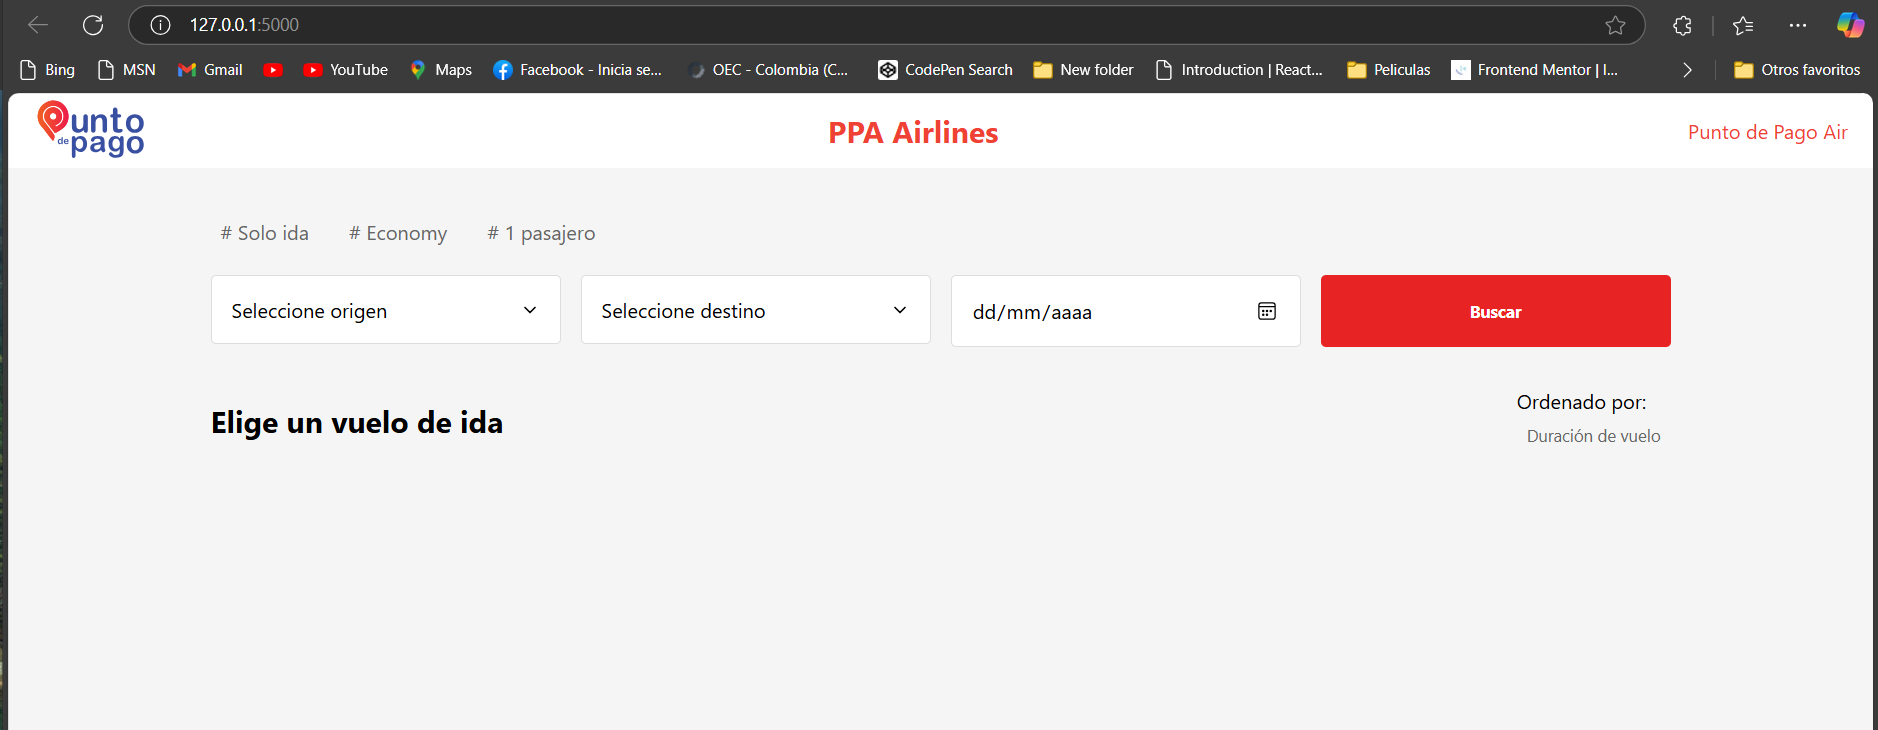 127.0.0.1:5000
Bing MSN Gmail YouTube Maps Facebook - Inicia se... OEC - Colombia (C... CodePen Search New folder Introduction | React... Peliculas Frontend Mentor | I... Otros favoritos
Punto
de pago
PPA Airlines
Punto de Pago Air
# Solo ida # Economy # 1 pasajero
Seleccione origen Seleccione destino dd/mm/aaaa Buscar
Ordenado por:
Elige un vuelo de ida
Duración de vuelo